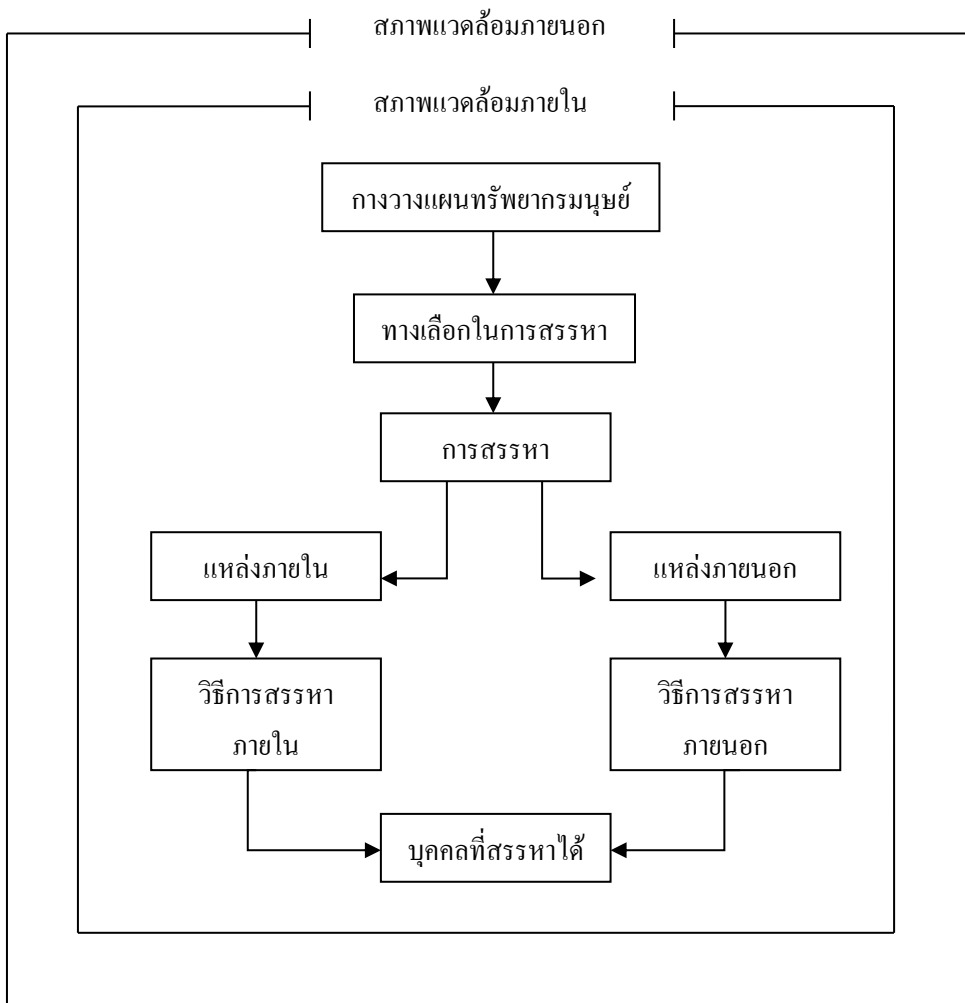 สภาพแวดล้อมภายนอก
สภาพแวดล้อมภายใน
กางวางแผนทรัพยากรมนุษย์
ทางเลือกในการสรรหา
การสรรหา
แหล่งภายใน
แหล่งภายนอก
วิธีการสรรหา
ภายใน
วิธีการสรรหา
ภายนอก
บุคคลที่สรรหาได้